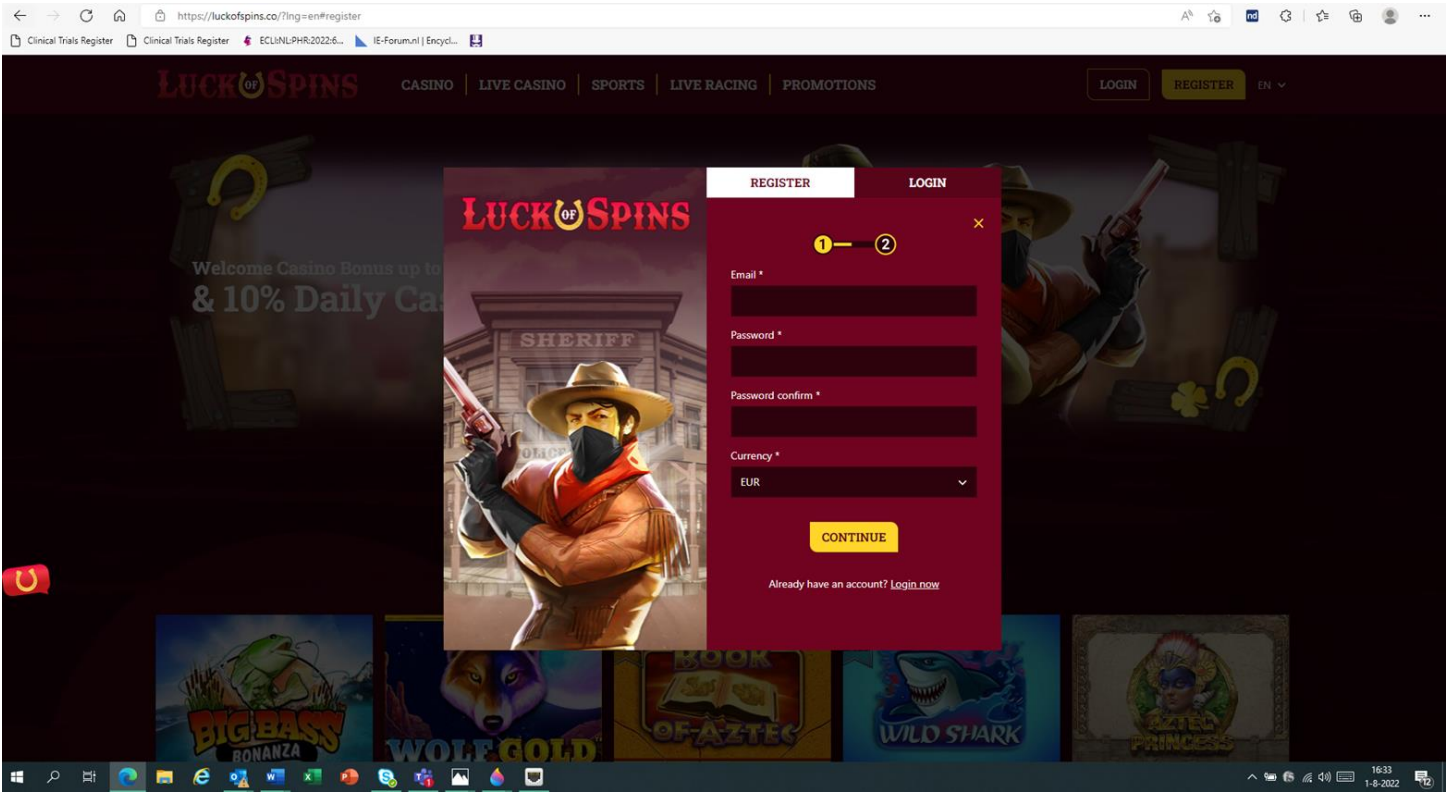 https://luckofspins.co/?lng=en#register
Clinical Trials Register
Clinical Trials Register
ECLI:NL:PHR:2022:6...
IE-Forum.nl | Encycl...
nd
LUCK OF SPINS
CASINO
LIVE CASINO
SPORTS
LIVE RACING
PROMOTIONS
LOGIN
REGISTER
EN
Welcome Casino Bonus up to
& 10% Daily Ca
LUCK OF SPINS
SHERIFF
POLICE
REGISTER
LOGIN
1
2
Email *
Password *
Password confirm *
Currency *
EUR
CONTINUE
Already have an account? Login now
BIG BASS
BONANZA
WOLF GOLD
BOOK
OF-AZTEC
WILD SHARK
AZTEC
PRINCESS
16:33
1-8-2022
12